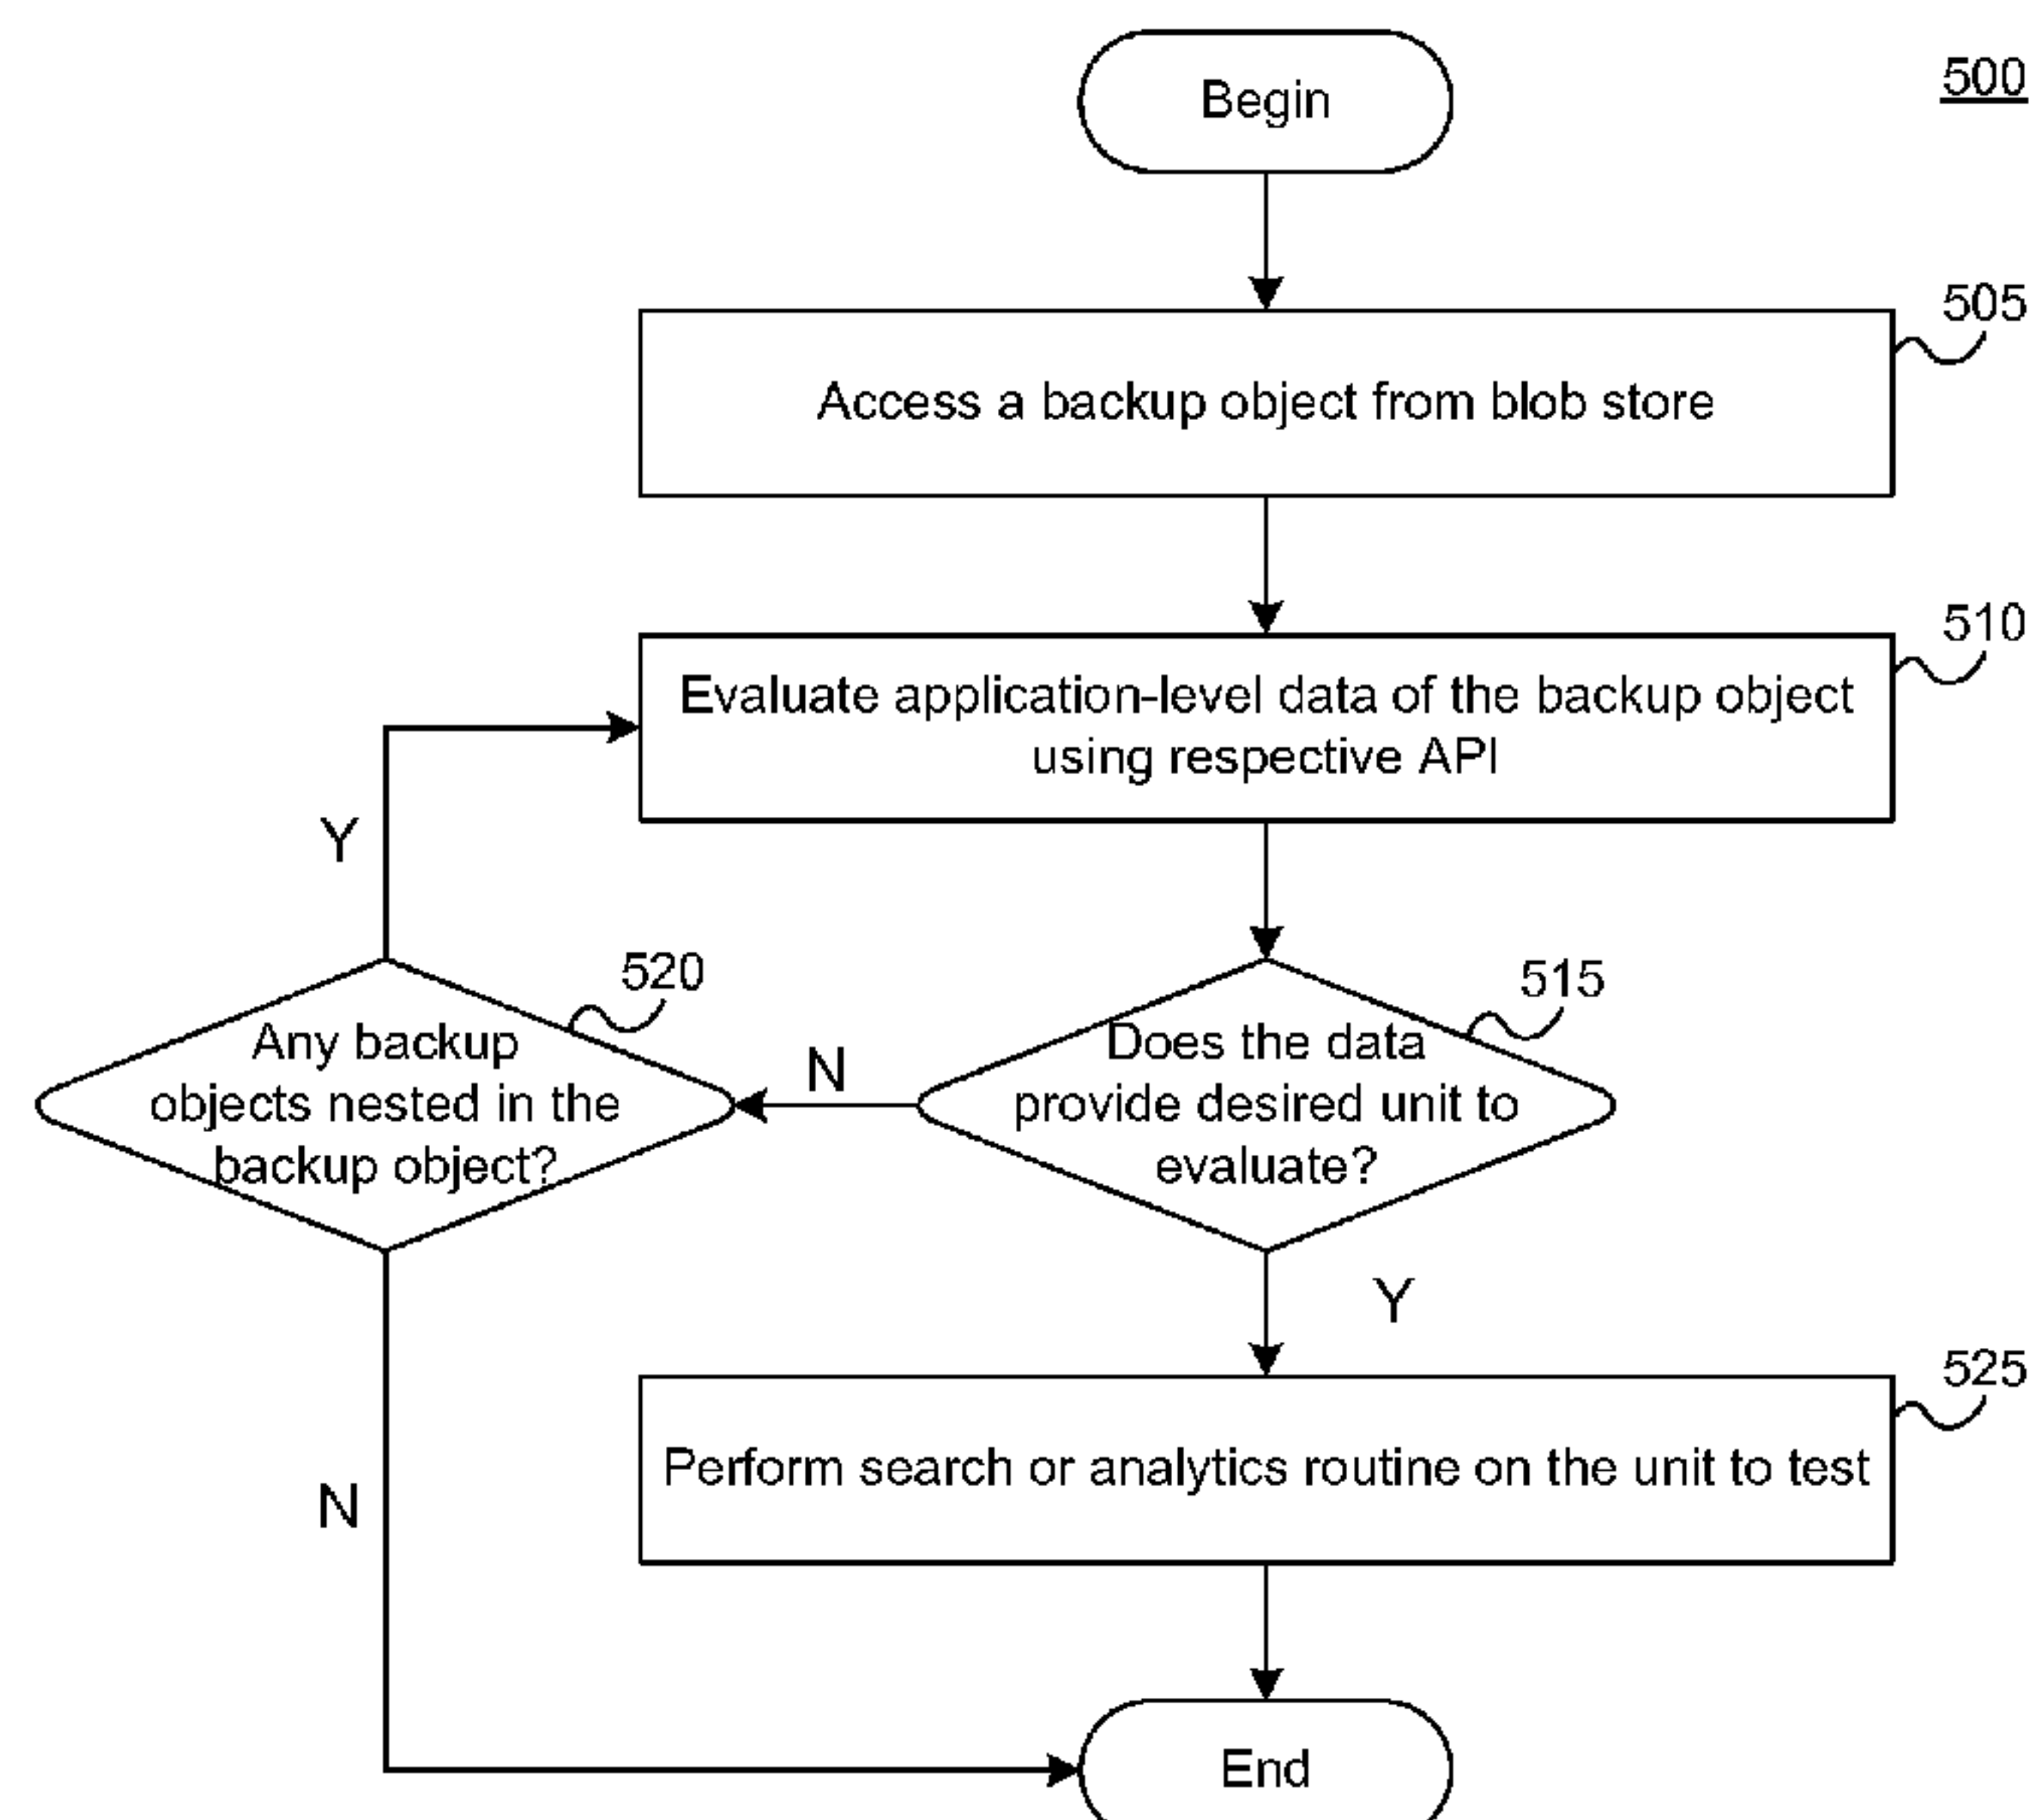 Begin
500
505
Access a backup object from blob store
510
Evaluate application-level data of the backup object
using respective API
Y
520
515
Any backup
objects nested in the
backup object?
N
Does the data
provide desired unit to
evaluate?
Y
525
Perform search or analytics routine on the unit to test
N
End